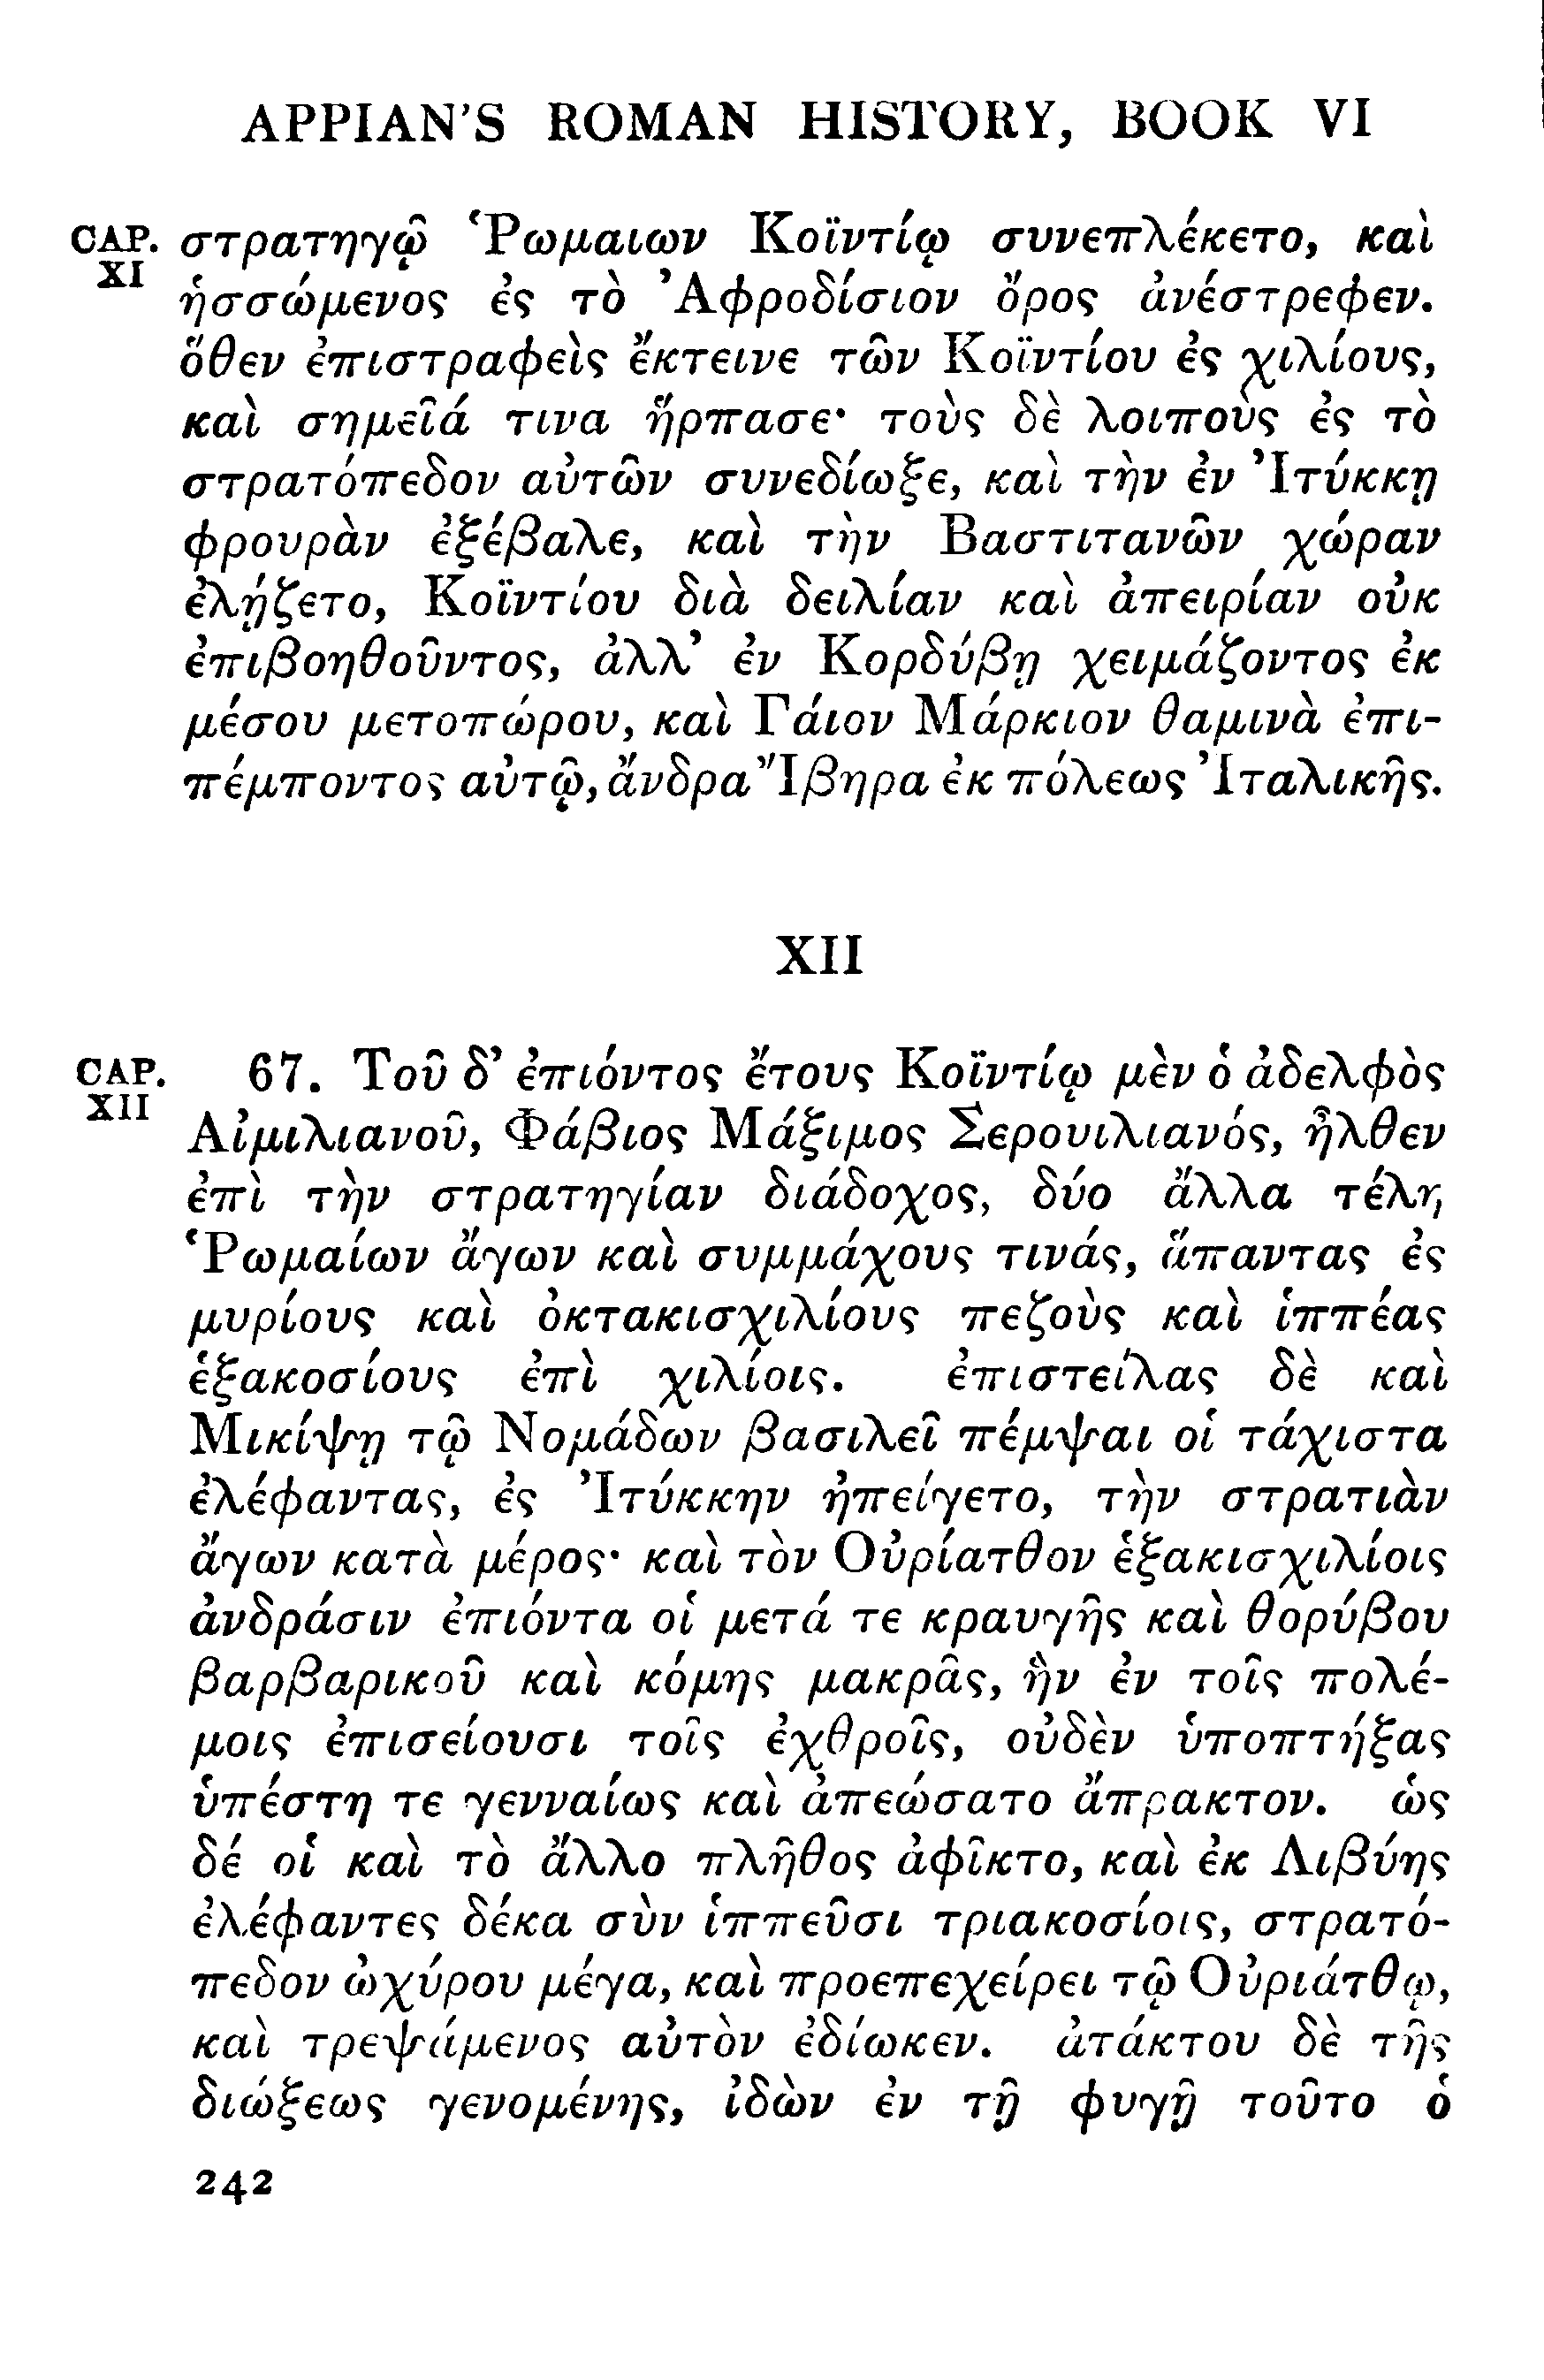 APPIAN'S ROMAN HISTORY, BOOK VI
CAP. XI
στρατηγῷ Ῥωμαιων Κοϊντίῳ συνεπλέκετο, καὶ
ἡσσώμενος ἐς τὸ Ἀφροδίσιον ὄρος ἀνέστρεφεν.
ὅθεν ἐπιστραφεὶς ἔκτεινε τῶν Κοϊντίου ἐς χιλίους,
καὶ σημεῖά τινα ἥρπασε· τοὺς δὲ λοιποὺς ἐς τὸ
στρατόπεδον αὐτῶν συνεδίωξε, καὶ τὴν ἐν Ἰτύκκῃ
φρουρὰν ἐξέβαλε, καὶ τὴν Βαστιτανῶν χώραν
ἐλῄζετο, Κοϊντίου διὰ δειλίαν καὶ ἀπειρίαν οὐκ
ἐπιβοηθοῦντος, ἀλλ' ἐν Κορδύβῃ χειμάζοντος ἐκ
μέσου μετοπώρου, καὶ Γάιον Μάρκιον θαμινὰ ἐπι-
πέμποντος αὐτῷ, ἄνδρα Ἴβηρα ἐκ πόλεως Ἰταλικῆς.
XII
CAP. XII
67. Τοῦ δ' ἐπιόντος ἔτους Κοϊντίῳ μὲν ὁ ἀδελφὸς
Αἰμιλιανοῦ, Φάβιος Μάξιμος Σερουιλιανός, ἦλθεν
ἐπὶ τὴν στρατηγίαν διάδοχος, δύο ἄλλα τέλη
Ῥωμαίων ἄγων καὶ συμμάχους τινάς, ἅπαντας ἐς
μυρίους καὶ ὀκτακισχιλίους πεζοὺς καὶ ἱππέας
ἑξακοσίους ἐπὶ χιλίοις. ἐπιστείλας δὲ καὶ
Μικίψῃ τῷ Νομάδων βασιλεῖ πέμψαι οἱ τάχιστα
ἐλέφαντας, ἐς Ἰτύκκην ἠπείγετο, τὴν στρατιὰν
ἄγων κατὰ μέρος· καὶ τὸν Οὐρίατθον ἑξακισχιλίοις
ἀνδράσιν ἐπιόντα οἱ μετά τε κραυγῆς καὶ θορύβου
βαρβαρικοῦ καὶ κόμης μακρᾶς, ἣν ἐν τοῖς πολέ-
μοις ἐπισείουσι τοῖς ἐχθροῖς, οὐδὲν ὑποπτήξας
ὑπέστη τε γενναίως καὶ ἀπεώσατο ἄπρακτον. ὡς
δέ οἱ καὶ τὸ ἄλλο πλῆθος ἀφῖκτο, καὶ ἐκ Λιβύης
ἐλέφαντες δέκα σὺν ἱππεῦσι τριακοσίοις, στρατό-
πεδον ὠχύρου μέγα, καὶ προεπεχείρει τῷ Οὐριάτθῳ,
καὶ τρεψάμενος αὐτὸν ἐδίωκεν. ἀτάκτου δὲ τῆς
διώξεως γενομένης, ἰδὼν ἐν τῇ φυγῇ τοῦτο ὁ
242